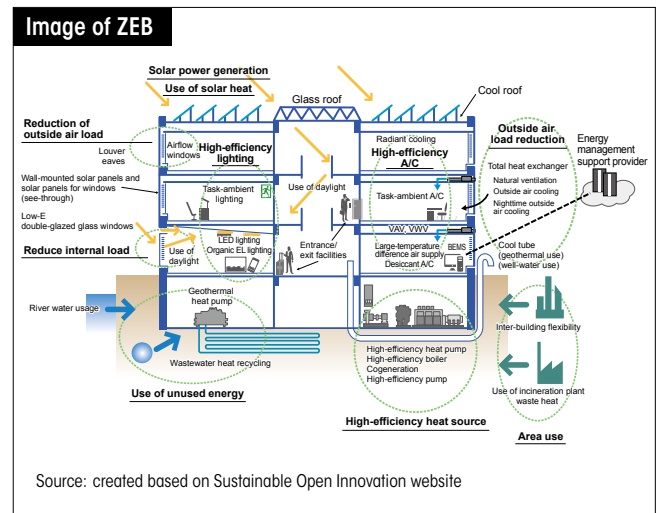 Image of ZEB
Solar power generation
Use of solar heat
Glass roof
Cool roof
Reduction of
outside air load
Louver
eaves
Airflow
windows
High-efficiency
lighting
Radiant cooling
High-efficiency
A/C
Outside air
load reduction
Energy
management
support provider
Total heat exchanger
Natural ventilation
Outside air cooling
Nighttime outside
air cooling
Wall-mounted solar panels and
solar panels for windows
(see-through)
Task-ambient
lighting
Use of daylight
Task-ambient A/C
Low-E
double-glazed glass windows
VAV, VWV
Reduce internal load
Use of
daylight
LED lighting
Organic EL lighting
Entrance/
exit facilities
Large-temperature
difference air supply
Desiccant A/C
BEMS
Cool tube
(geothermal use)
(well-water use)
River water usage
Geothermal
heat pump
Wastewater heat recycling
Use of unused energy
High-efficiency heat pump
High-efficiency boiler
Cogeneration
High-efficiency pump
High-efficiency heat source
Inter-building flexibility
Use of incineration plant
waste heat
Area use
Source: created based on Sustainable Open Innovation website